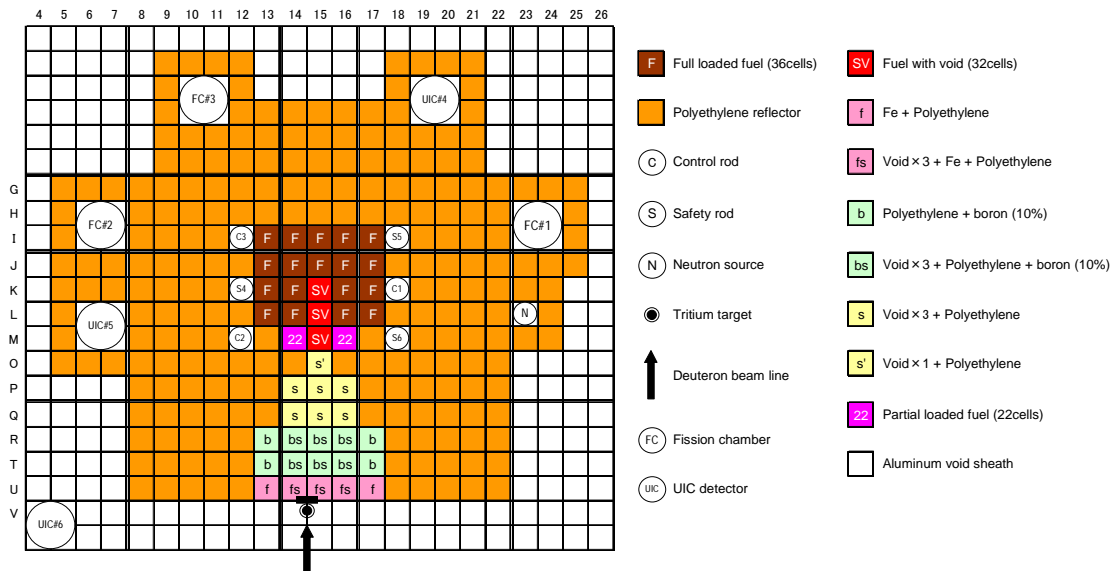 4 5 6 7 8 9 10 11 12 13 14 15 16 17 18 19 20 21 22 23 24 25 26
F Full loaded fuel (36cells) SV Fuel with void (32cells)
FC#3 UIC#4
Polyethylene reflector f Fe + Polyethylene
C Control rod fs Void×3 + Fe + Polyethylene
G
H FC#2 FC#1 S Safety rod b Polyethylene + boron (10%)
I C3 F F F F F S5
J F F F F F N Neutron source bs Void×3 + Polyethylene + boron (10%)
K S4 F F SV F F C1
L UIC#5 F F SV F F N Tritium target s Void×3 + Polyethylene
M C2 22 SV 22 S6
O s' s' Void×1 + Polyethylene
P s s s Deuteron beam line
Q s s s 22 Partial loaded fuel (22cells)
R b bs bs bs b FC Fission chamber
T b bs bs bs b Aluminum void sheath
U f fs fs fs f UIC UIC detector
V
UIC#6